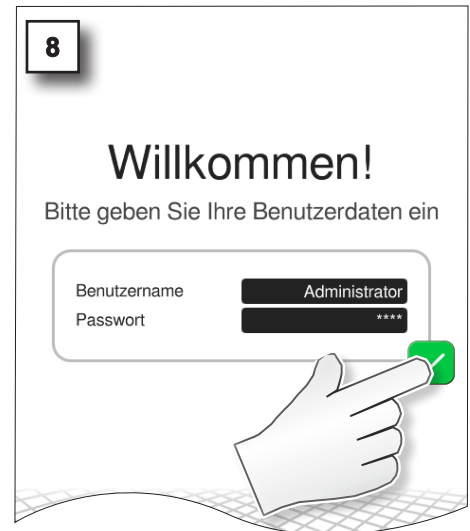 8
Willkommen!
Bitte geben Sie Ihre Benutzerdaten ein
Benutzername Administrator
Passwort ****